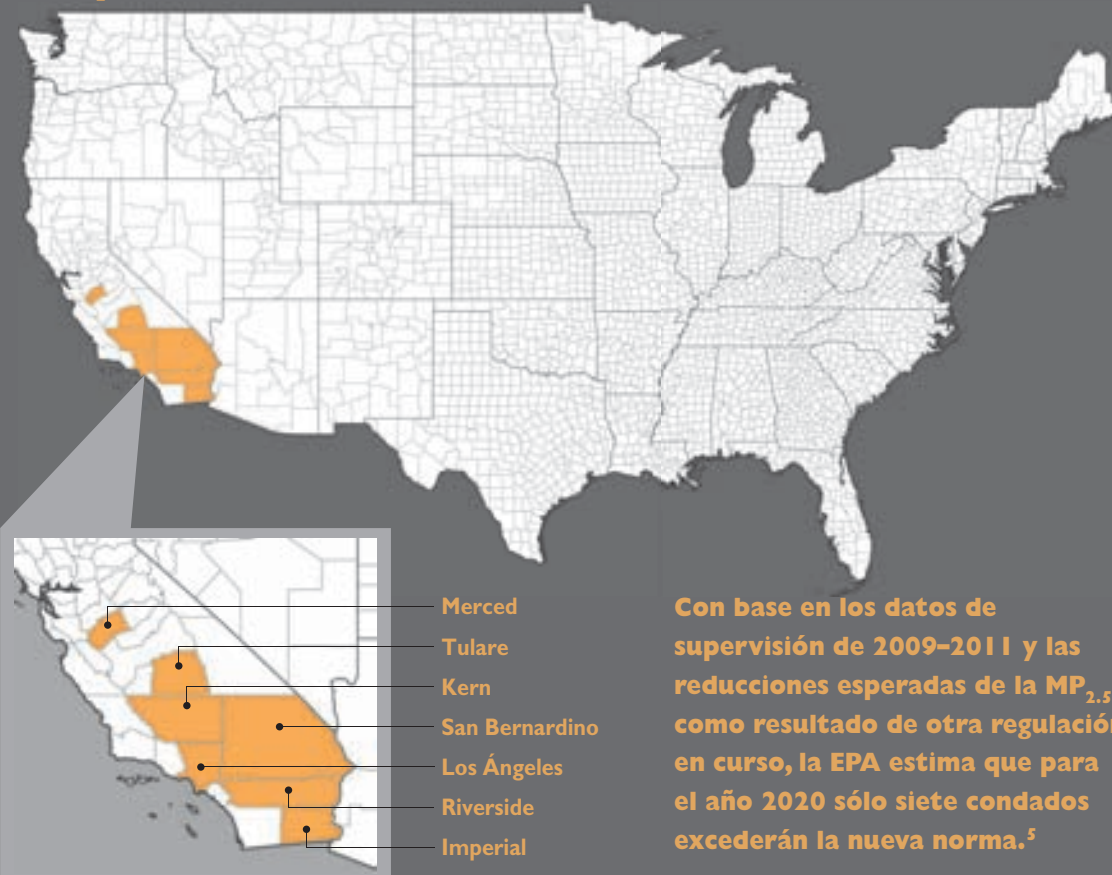 Merced
Tulare
Kern
San Bernardino
Los Ángeles
Riverside
Imperial
Con base en los datos de
supervisión de 2009–2011 y las
reducciones esperadas de la MP2.5
como resultado de otra regulación
en curso, la EPA estima que para
el año 2020 sólo siete condados
excederán la nueva norma.5